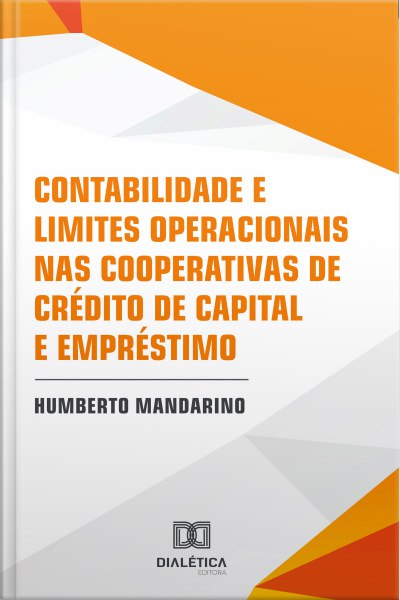 CONTABILIDADE E
LIMITES OPERACIONAIS
NAS COOPERATIVAS DE
CRÉDITO DE CAPITAL
E EMPRÉSTIMO
HUMBERTO MANDARINO
DIALÉTICA
EDITORA